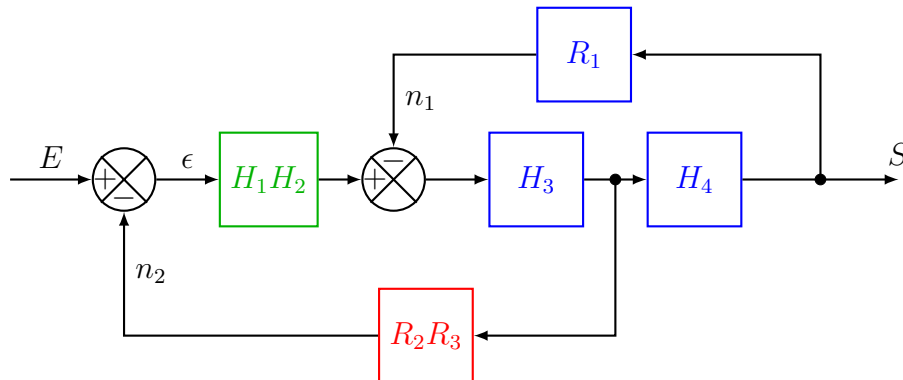 R₁
n₁
E
ϵ
S
+
−
H₁H₂
+
−
H₃
H₄
n₂
R₂R₃